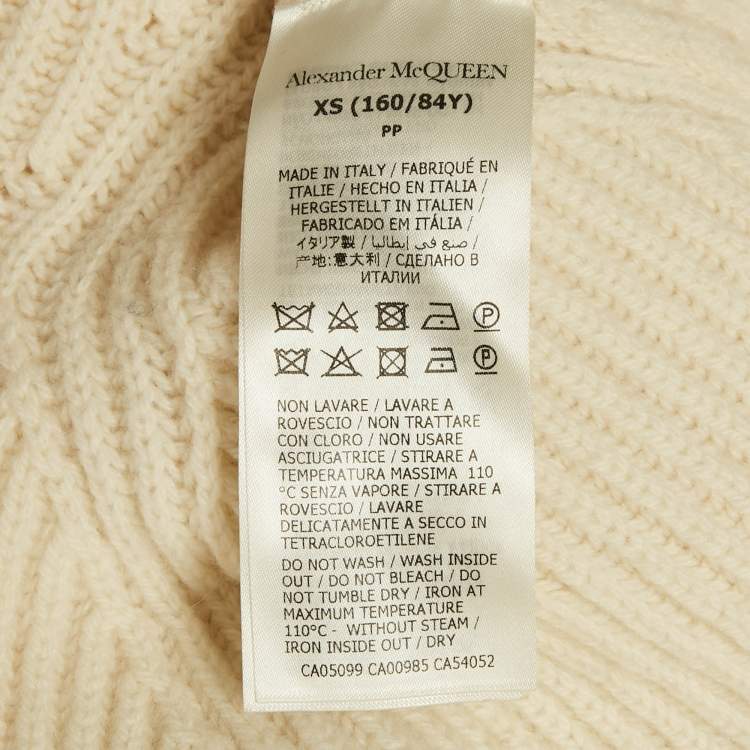 Alexander McQUEEN
XS (160/84Y)
PP
MADE IN ITALY / FABRIQUÉ EN
ITALIE / HECHO EN ITALIA /
HERGESTELLT IN ITALIEN /
FABRICADO EM ITÁLIA /
イタリア製 / صنع في إيطاليا /
产地:意大利 / СДЕЛАНО В
ИТАЛИИ
P
P
NON LAVARE / LAVARE A
ROVESCIO / NON TRATTARE
CON CLORO / NON USARE
ASCIUGATRICE / STIRARE A
TEMPERATURA MASSIMA 110
°C SENZA VAPORE / STIRARE A
ROVESCIO / LAVARE
DELICATAMENTE A SECCO IN
TETRACLOROETILENE
DO NOT WASH / WASH INSIDE
OUT / DO NOT BLEACH / DO
NOT TUMBLE DRY / IRON AT
MAXIMUM TEMPERATURE
110°C - WITHOUT STEAM /
IRON INSIDE OUT / DRY
CA05099 CA00985 CA54052